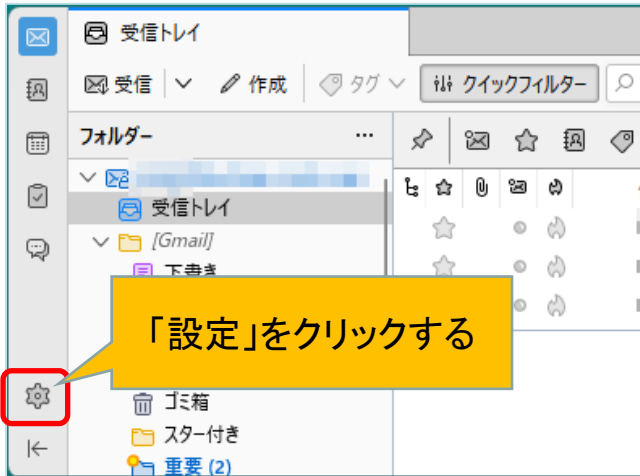 受信トレイ
受信 作成 タグ クイックフィルター
フォルダー ...
受信トレイ
[Gmail]
下書き
「設定」をクリックする
ゴミ箱
スター付き
重要 (2)